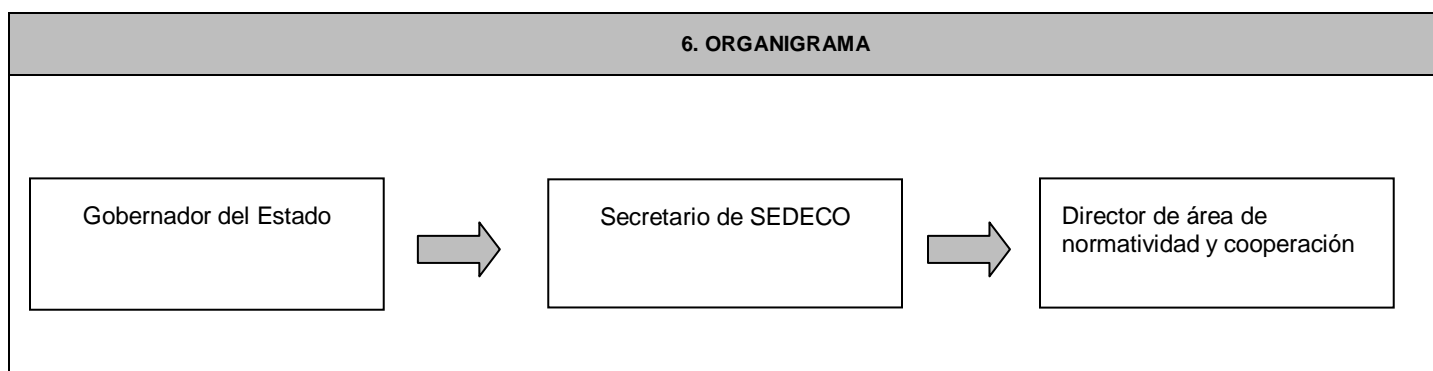 6. ORGANIGRAMA
Gobernador del Estado
Secretario de SEDECO
Director de área de
normatividad y cooperación